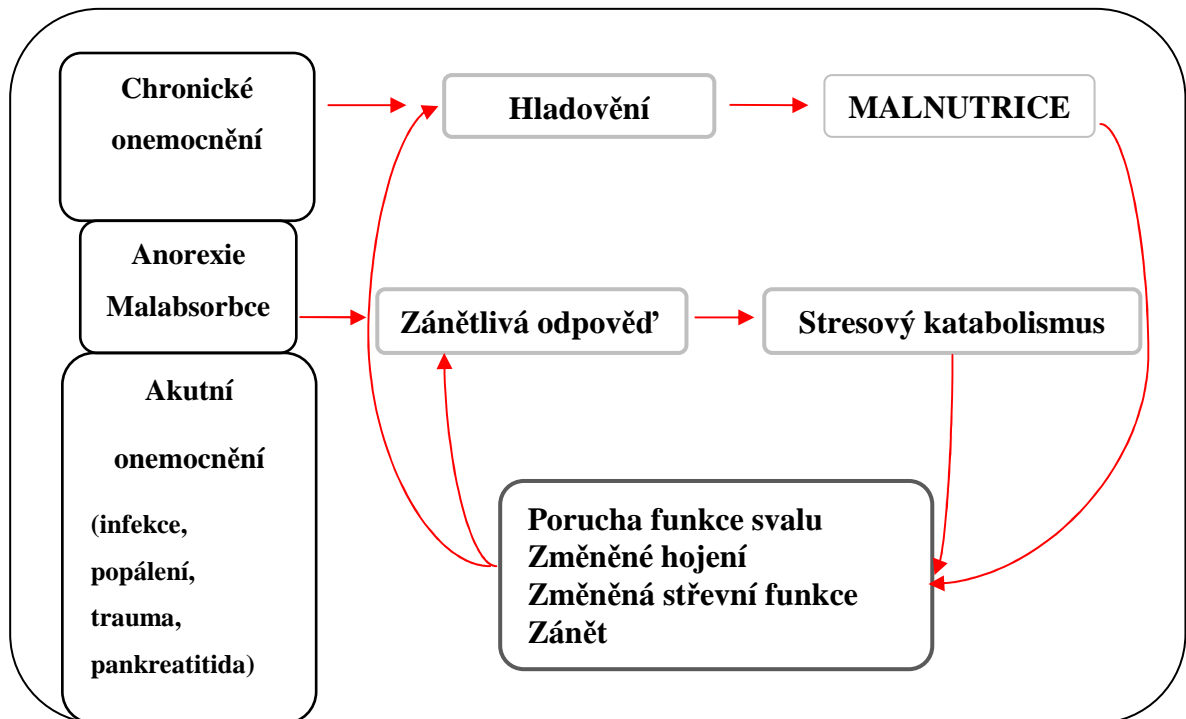 Chronické
onemocnění
Hladovění
MALNUTRICE
Anorexie
Malabsorbce
Zánětlivá odpověď
Stresový katabolismus
Akutní
onemocnění
(infekce,
popálení,
trauma,
pankreatitida)
Porucha funkce svalu
Změněné hojení
Změněná střevní funkce
Zánět